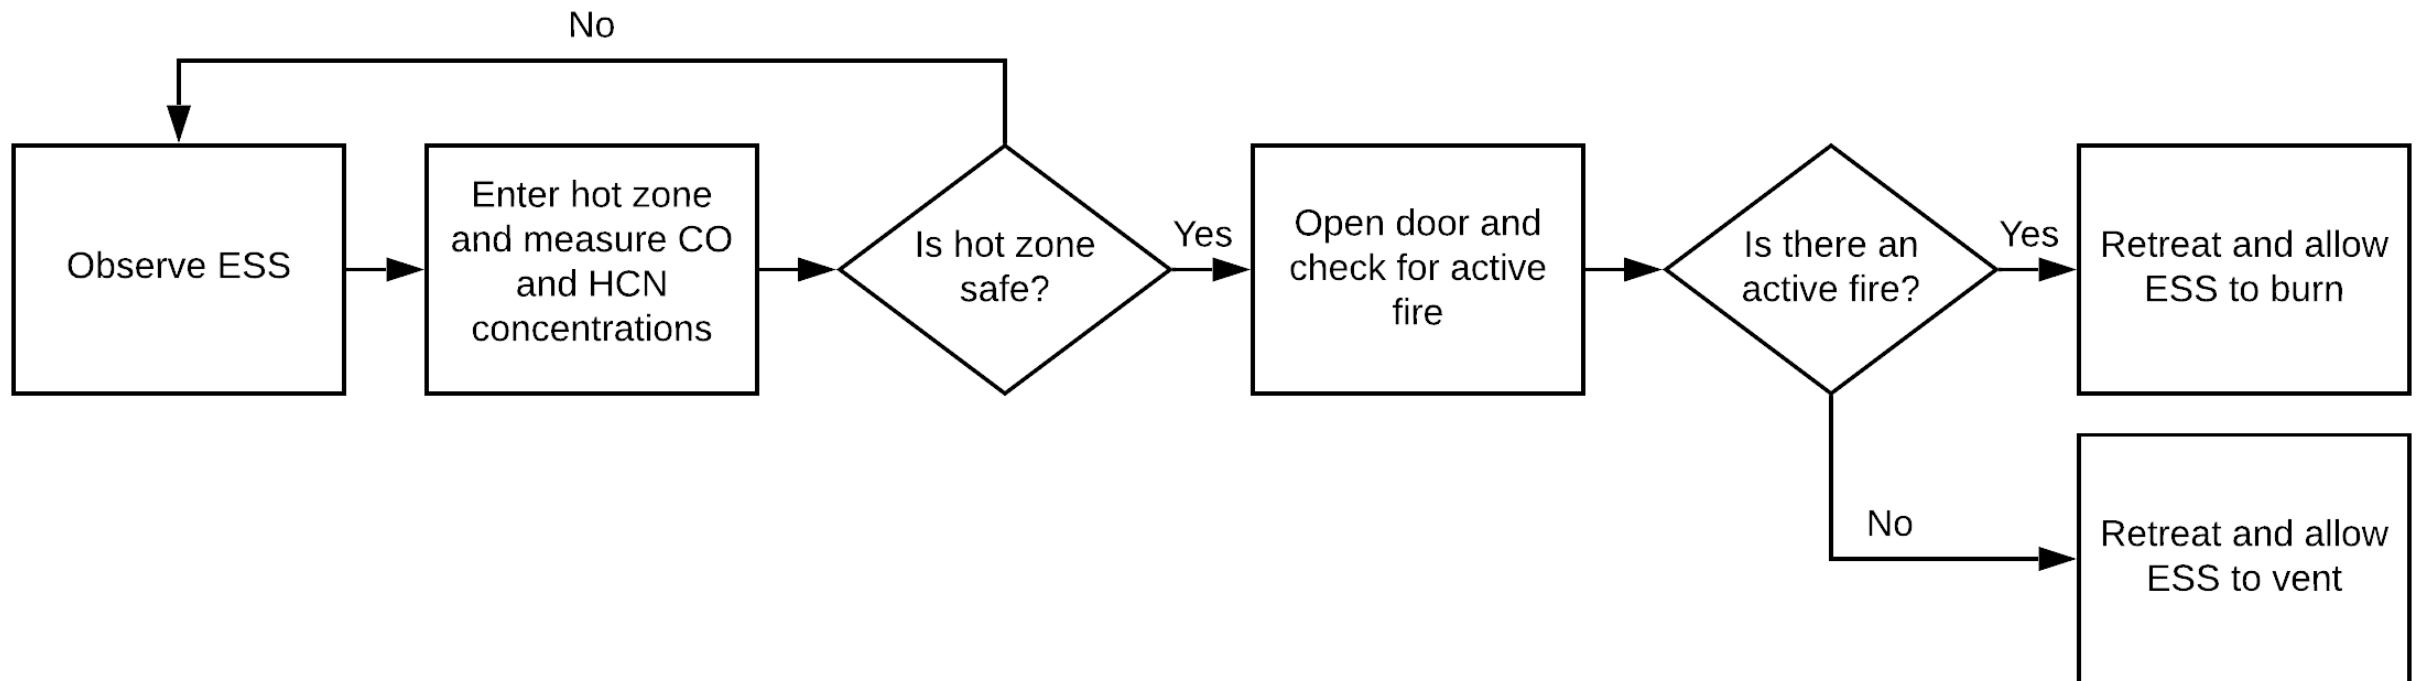 No
Observe ESS
Enter hot zone
and measure CO
and HCN
concentrations
Is hot zone
safe?
Yes
Open door and
check for active
fire
Is there an
active fire?
Yes
Retreat and allow
ESS to burn
No
Retreat and allow
ESS to vent